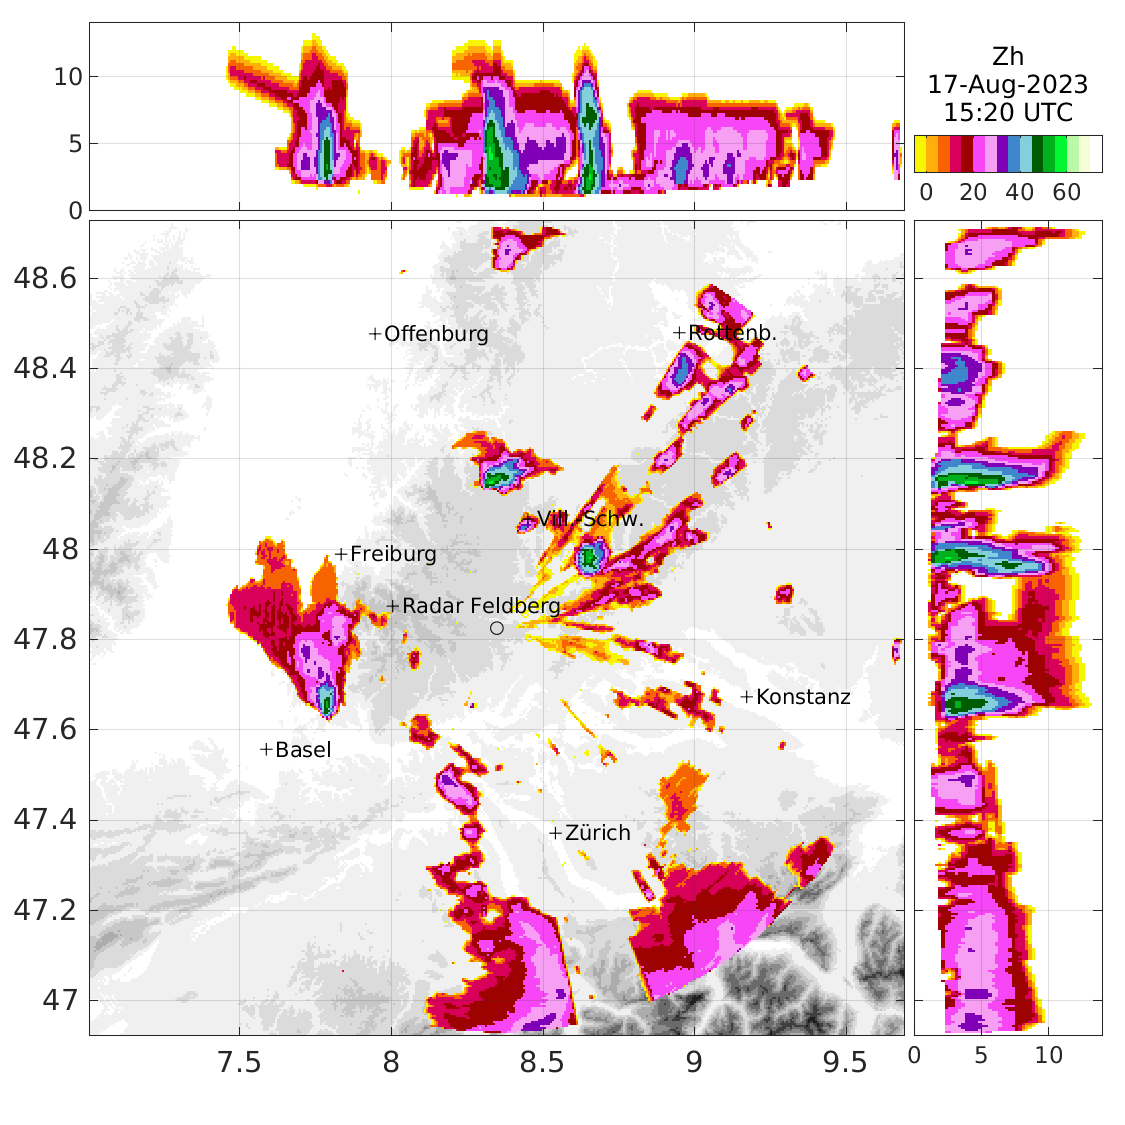 10
5
0
Zh
17-Aug-2023
15:20 UTC
0 20 40 60
48.6
48.4
48.2
48
47.8
47.6
47.4
47.2
47
+Offenburg
+Rottenb.
+Vill.-Schw.
+Freiburg
+Radar Feldberg
+Konstanz
+Basel
+Zürich
7.5 8 8.5 9 9.5
0 5 10